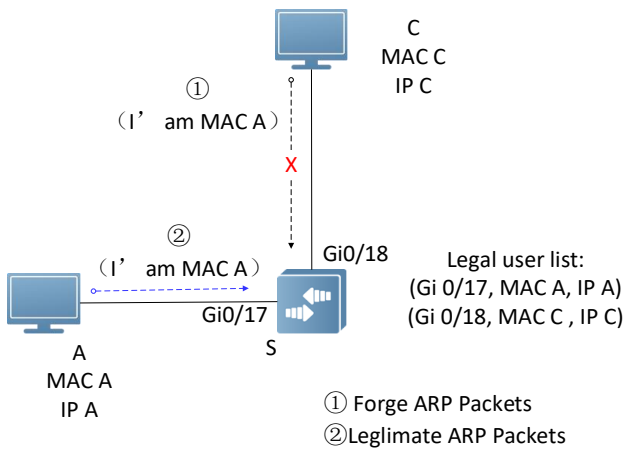 C
MAC C
IP C
①
（I’ am MAC A）
X
②
（I’ am MAC A）
Gi0/18
Gi0/17
S
Legal user list:
(Gi 0/17, MAC A, IP A)
(Gi 0/18, MAC C , IP C)
A
MAC A
IP A
① Forge ARP Packets
②Leglimate ARP Packets